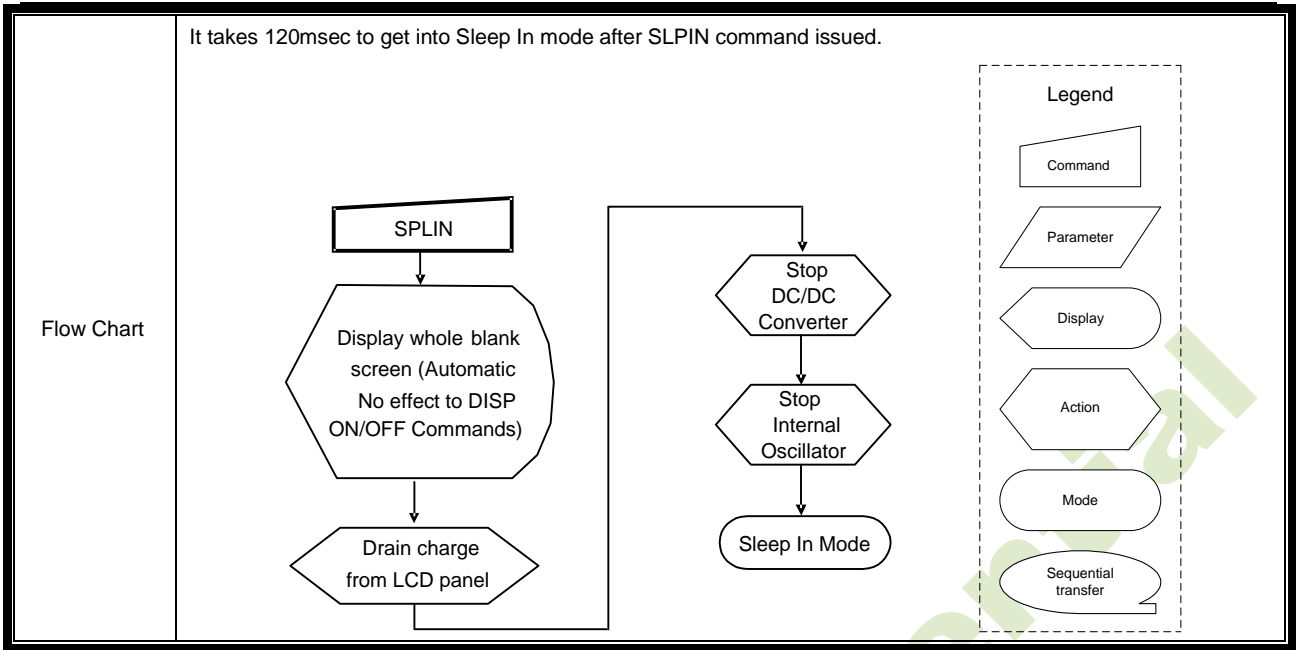 It takes 120msec to get into Sleep In mode after SLPIN command issued.
Flow Chart
SPLIN
Display whole blank
screen (Automatic
No effect to DISP
ON/OFF Commands)
Drain charge
from LCD panel
Stop
DC/DC
Converter
Stop
Internal
Oscillator
Sleep In Mode
Legend
Command
Parameter
Display
Action
Mode
Sequential
transfer